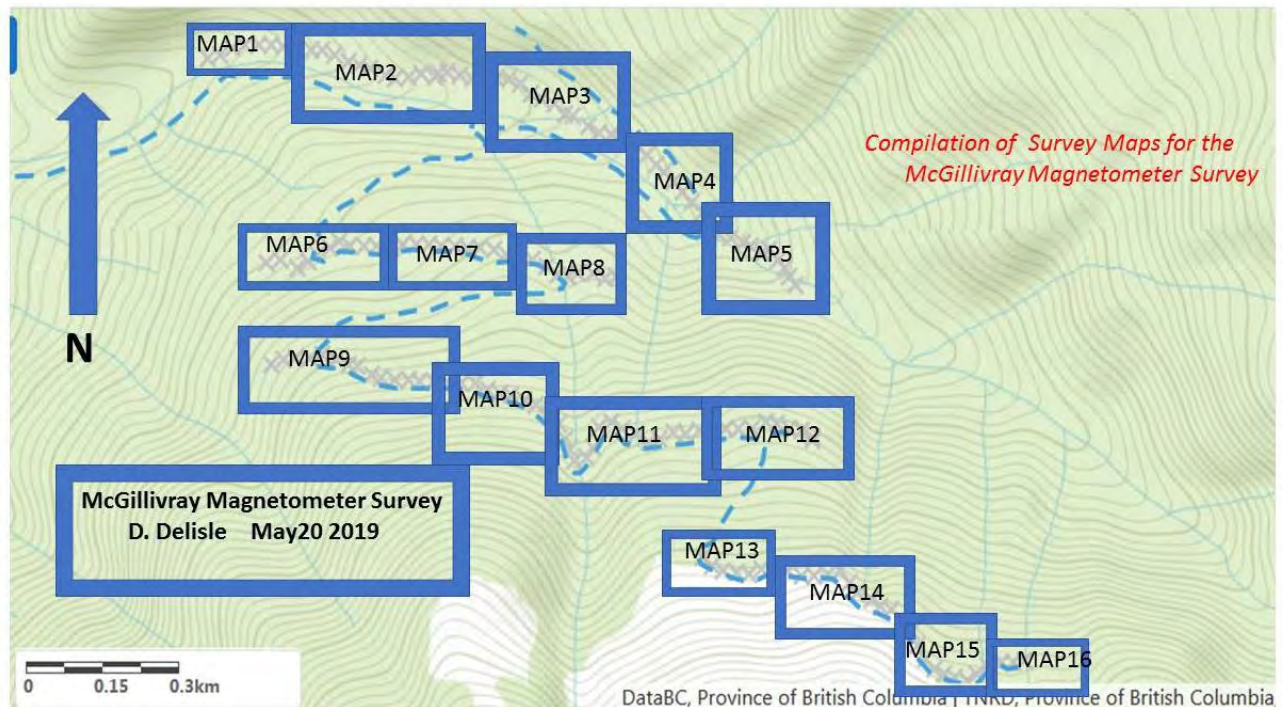 MAP1
MAP2
MAP3
Compilation of Survey Maps for the
McGillivray Magnetometer Survey
MAP4
MAP6
MAP7
MAP8
MAP5
N
MAP9
MAP10
MAP11
MAP12
McGillivray Magnetometer Survey
D. Delisle May20 2019
MAP13
MAP14
MAP15
MAP16
0 0.15 0.3km
DataBC, Province of British Columbia | TNRD, Province of British Columbia